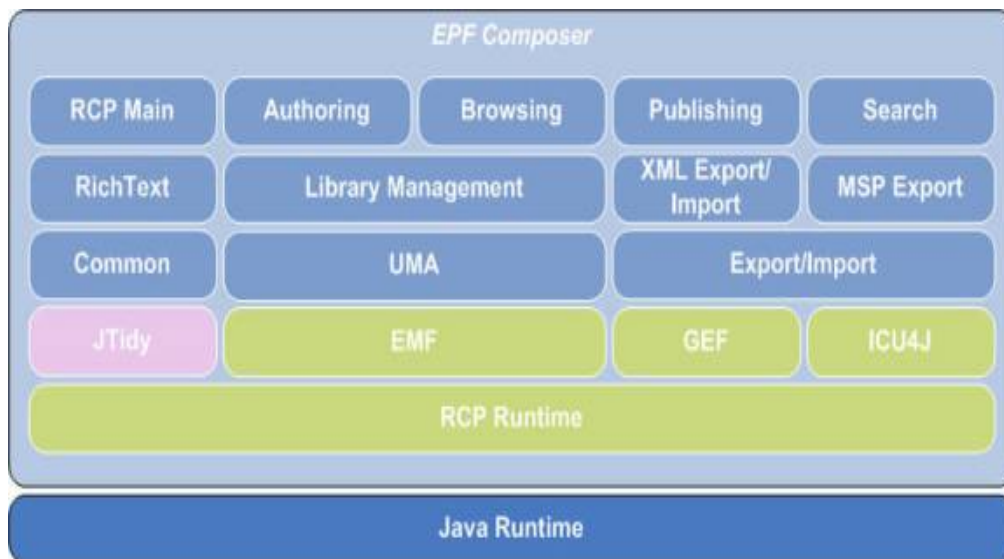 EPF Composer
RCP Main
Authoring
Browsing
Publishing
Search
RichText
Library Management
XML Export/
Import
MSP Export
Common
UMA
Export/Import
JTidy
EMF
GEF
ICU4J
RCP Runtime
Java Runtime